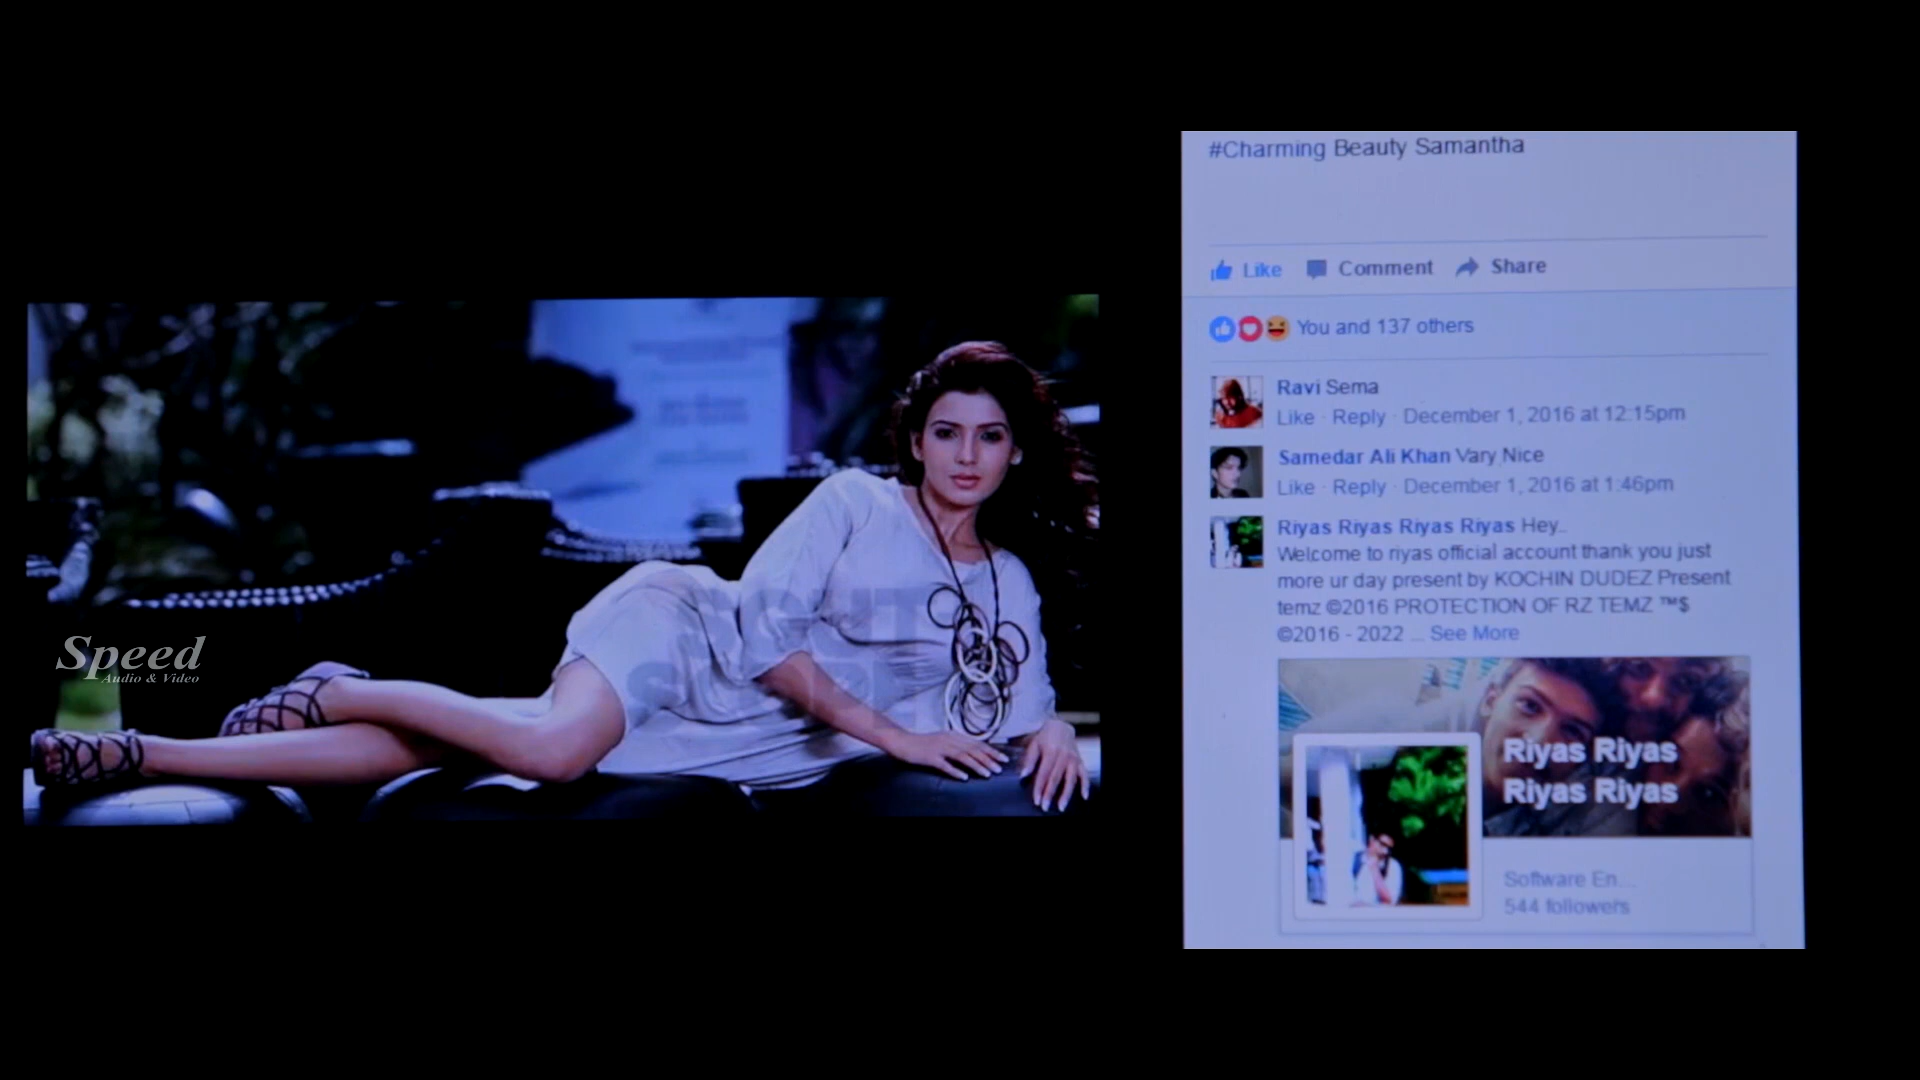 Speed
Audio & Video
#Charming Beauty Samantha
Like Comment Share
You and 137 others
Ravi Sema
Like · Reply · December 1, 2016 at 12:15pm
Samedar Ali Khan Vary Nice
Like · Reply · December 1, 2016 at 1:46pm
Riyas Riyas Riyas Riyas Hey..
Welcome to riyas official account thank you just
more ur day present by KOCHIN DUDEZ Present
temz ©2016 PROTECTION OF RZ TEMZ ™$
©2016 - 2022 ... See More
Riyas Riyas
Riyas Riyas
Software En...
544 followers